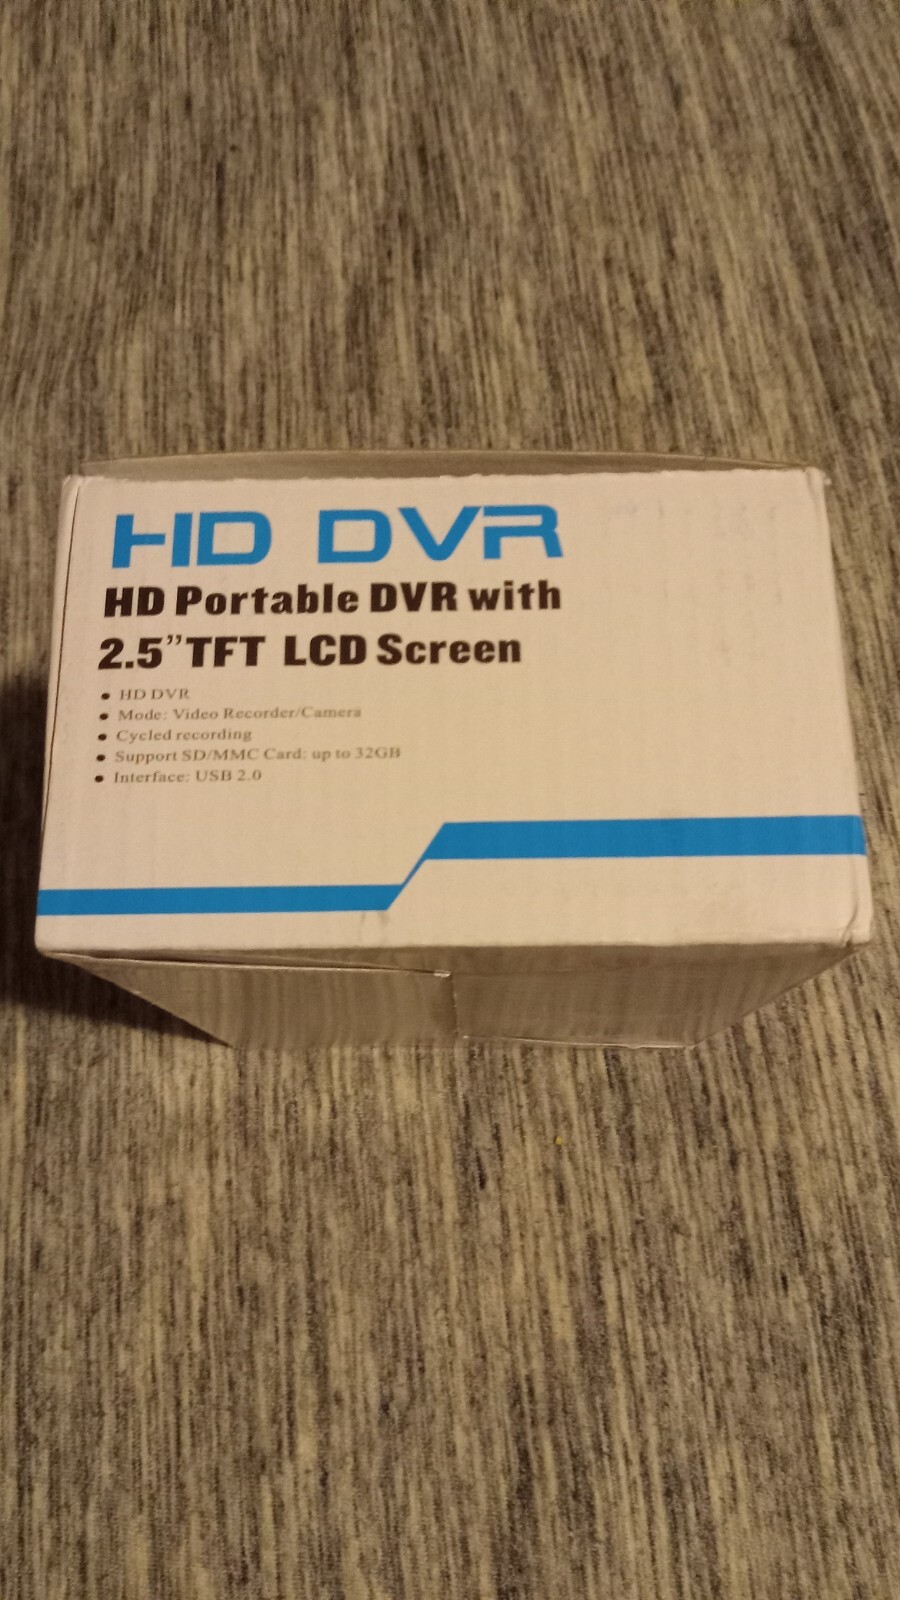 HD DVR
HD Portable DVR with
2.5” TFT LCD Screen
● HD DVR
● Mode: Video Recorder/Camera
● Cycled recording
● Support SD/MMC Card: up to 32GB
● Interface: USB 2.0